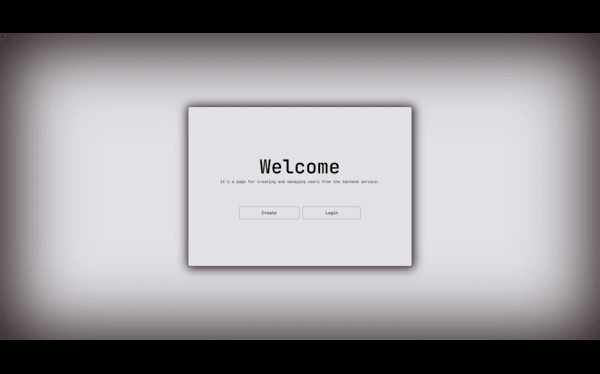 Welcome
It's a page for creating and managing users from the backend service.
Create
Login